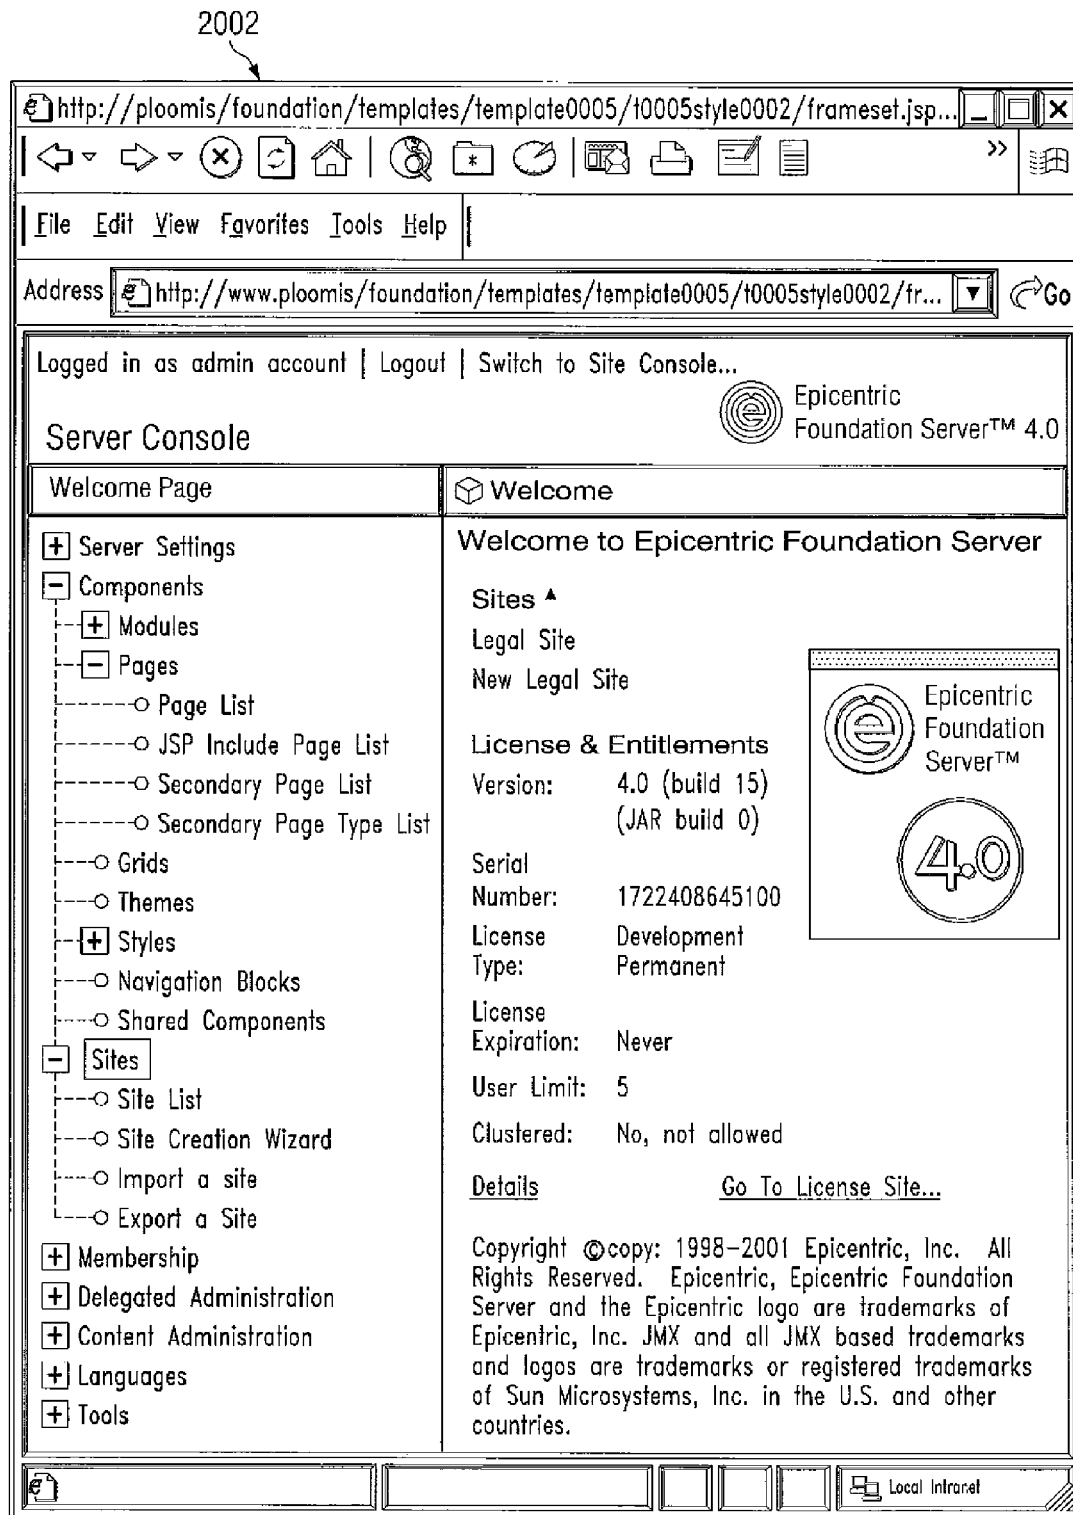 2002
http://ploomis/foundation/templates/template0005/t0005style0002/frameset.jsp...
»
File Edit View Favorites Tools Help
Address http://www.ploomis/foundation/templates/template0005/t0005style0002/fr... Go
Logged in as admin account | Logout | Switch to Site Console...
Epicentric
Foundation Server™ 4.0
Server Console
Welcome Page
Welcome
Server Settings
Components
Modules
Pages
Page List
JSP Include Page List
Secondary Page List
Secondary Page Type List
Grids
Themes
Styles
Navigation Blocks
Shared Components
Sites
Site List
Site Creation Wizard
Import a site
Export a Site
Membership
Delegated Administration
Content Administration
Languages
Tools
Welcome to Epicentric Foundation Server
Sites
Legal Site
New Legal Site
License & Entitlements
Version: 4.0 (build 15)
(JAR build 0)
Serial
Number: 1722408645100
License Development
Type: Permanent
License
Expiration: Never
User Limit: 5
Clustered: No, not allowed
Details Go To License Site...
Epicentric
Foundation
Server™
4.0
Copyright ©copy: 1998-2001 Epicentric, Inc. All
Rights Reserved. Epicentric, Epicentric Foundation
Server and the Epicentric logo are trademarks of
Epicentric, Inc. JMX and all JMX based trademarks
and logos are trademarks or registered trademarks
of Sun Microsystems, Inc. in the U.S. and other
countries.
Local Intranet